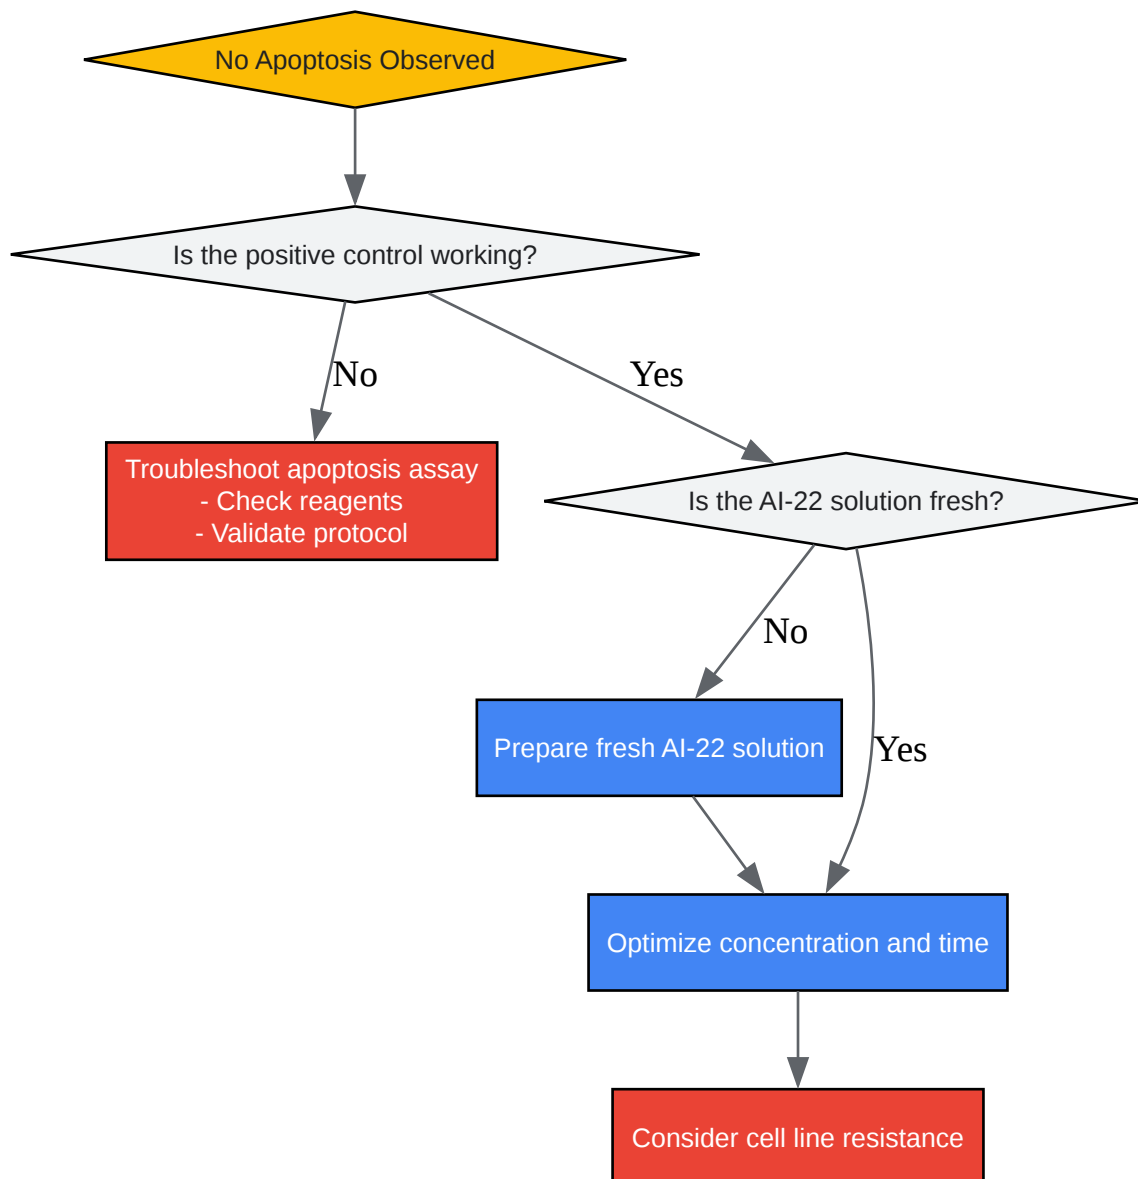 No Apoptosis Observed
Is the positive control working?
No
Yes
Troubleshoot apoptosis assay
- Check reagents
- Validate protocol
Is the AI-22 solution fresh?
No
Prepare fresh AI-22 solution
Yes
Optimize concentration and time
Consider cell line resistance